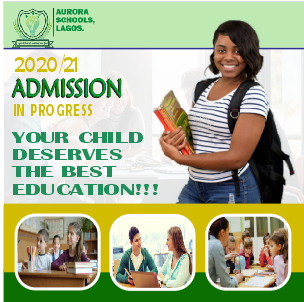 AURORA
SCHOOLS,
LAGOS.
2020/21
ADMISSION
IN PROGRESS
YOUR CHILD
DESERVES
THE BEST
EDUCATION!!!